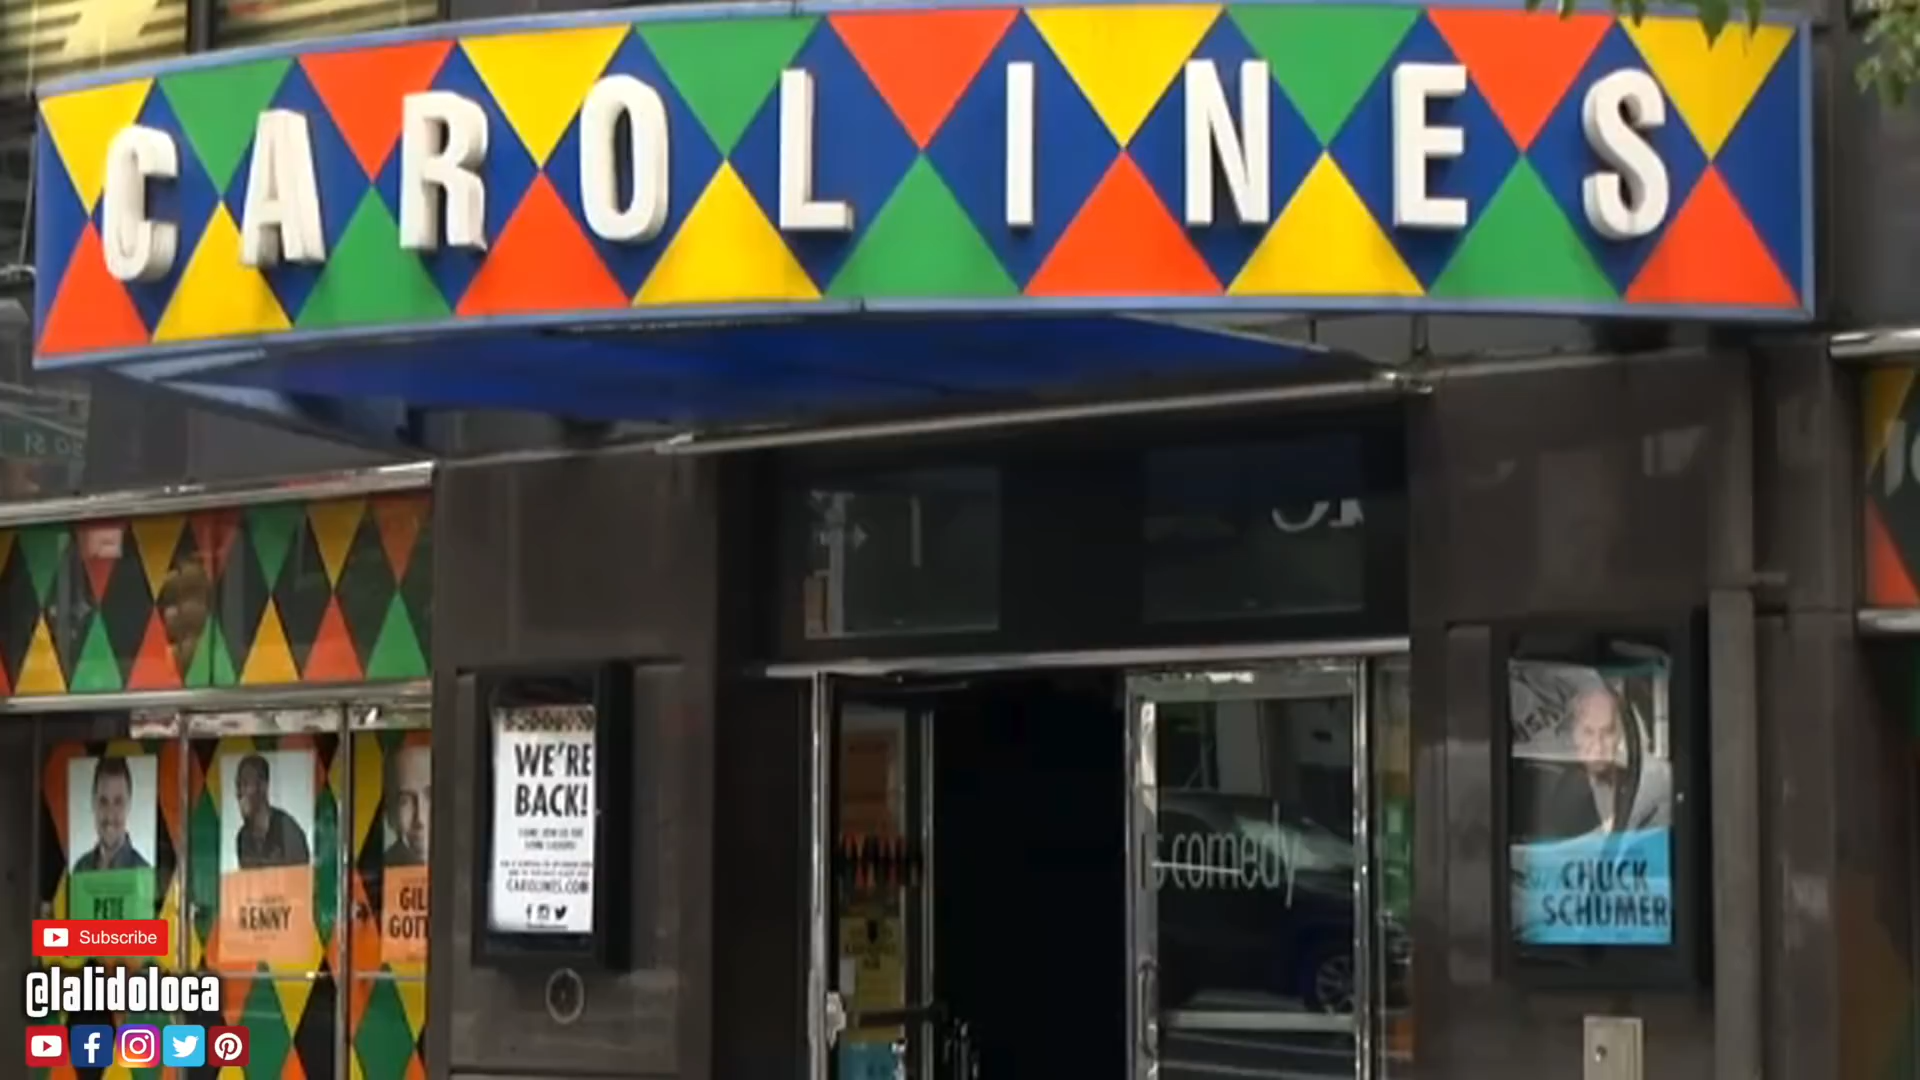 CAROLINES
WE'RE
BACK!
CAROLINES.COM
s comedy
CHUCK
SCHUMER
PETE
KENNY
GIL
GOTT
Subscribe
@lalidoloca